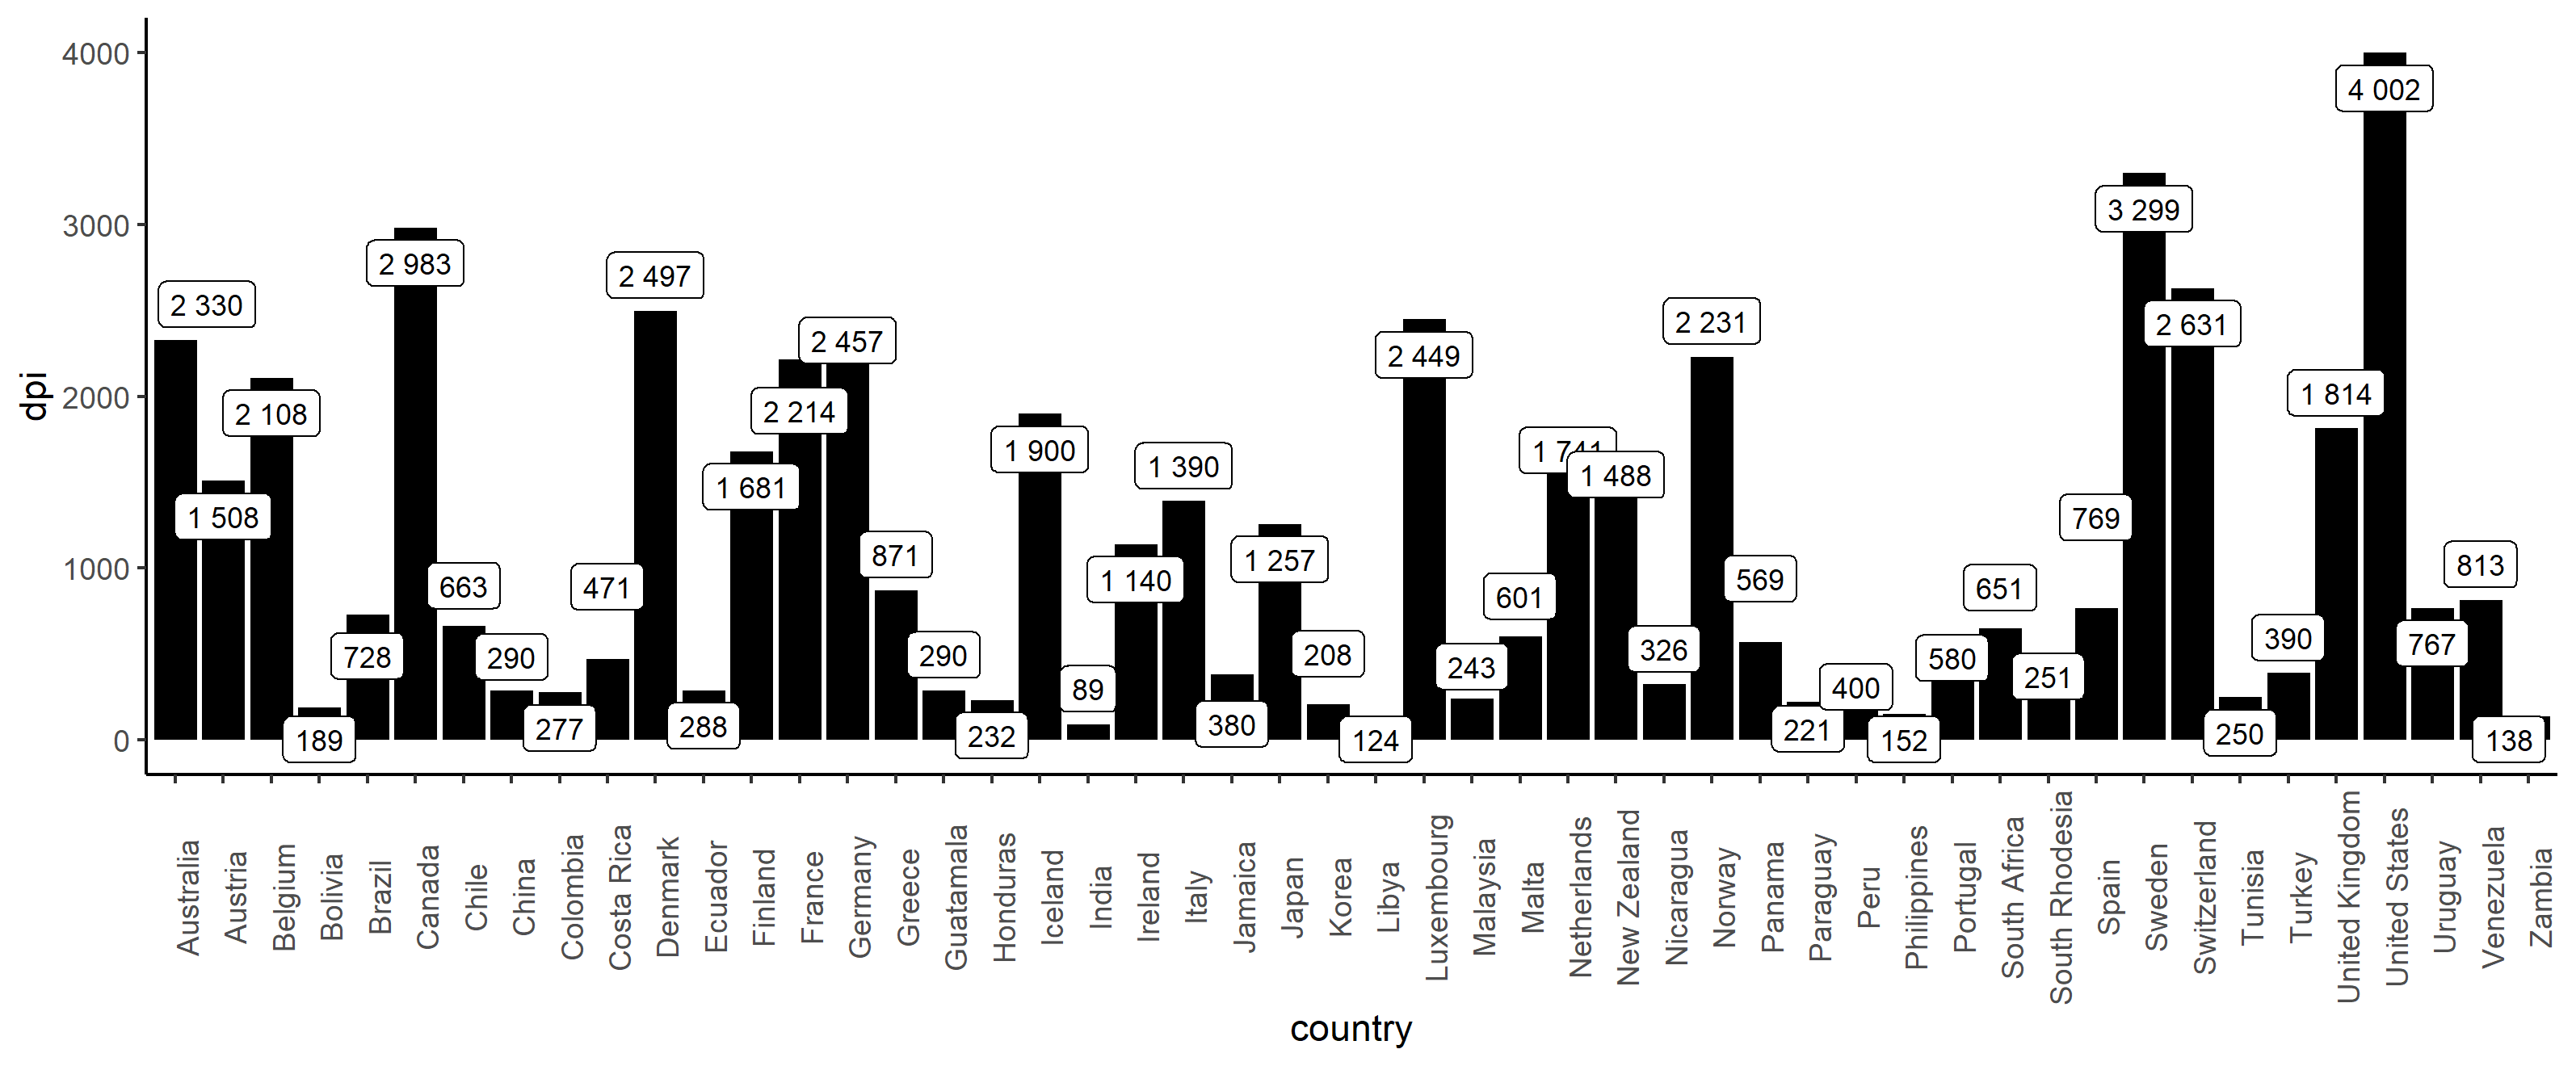 dpi
4000
3000
2000
1000
0
2 330
1 508
2 108
189
728
2 983
663
290
277
471
2 497
288
1 681
2 214
2 457
871
290
232
1 900
89
1 140
1 390
380
1 257
208
124
2 449
243
601
1 741
1 488
326
2 231
569
221
400
152
580
651
251
769
3 299
2 631
250
390
1 814
4 002
767
813
138
Australia
Austria
Belgium
Bolivia
Brazil
Canada
Chile
China
Colombia
Costa Rica
Denmark
Ecuador
Finland
France
Germany
Greece
Guatamala
Honduras
Iceland
India
Ireland
Italy
Jamaica
Japan
Korea
Libya
Luxembourg
Malaysia
Malta
Netherlands
New Zealand
Nicaragua
Norway
Panama
Paraguay
Peru
Philippines
Portugal
South Africa
South Rhodesia
Spain
Sweden
Switzerland
Tunisia
Turkey
United Kingdom
United States
Uruguay
Venezuela
Zambia
country